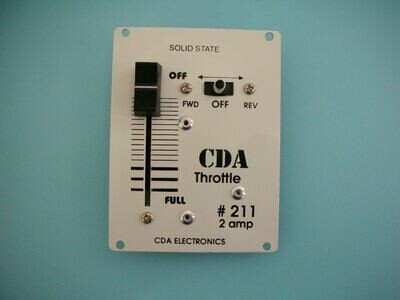 SOLID STATE
OFF
FWD OFF REV
CDA
Throttle
FULL
# 211
2 amp
CDA ELECTRONICS